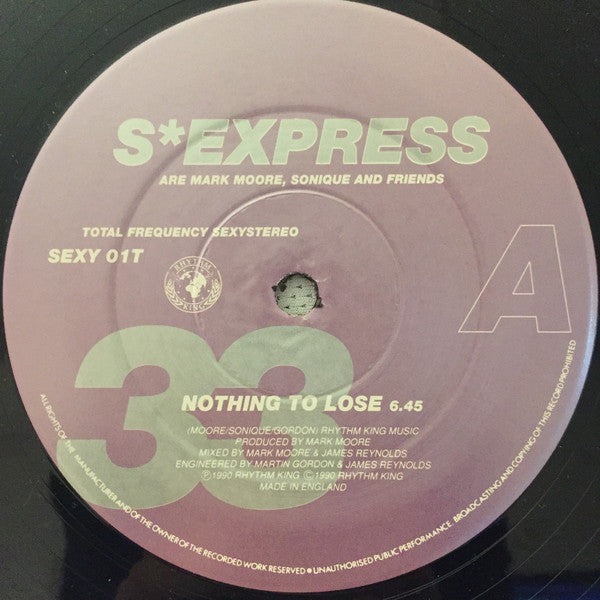 S*EXPRESS
ARE MARK MOORE, SONIQUE AND FRIENDS
TOTAL FREQUENCY SEXYSTEREO
SEXY 01T
RHYTHM
KING
A
33
NOTHING TO LOSE 6.45
(MOORE/SONIQUE/GORDON) RHYTHM KING MUSIC
PRODUCED BY MARK MOORE
MIXED BY MARK MOORE & JAMES REYNOLDS
ENGINEERED BY MARTIN GORDON & JAMES REYNOLDS
Ⓟ1990 RHYTHM KING ©1990 RHYTHM KING
MADE IN ENGLAND
ALL RIGHTS OF THE MANUFACTURER AND OF THE OWNER OF THE RECORDED WORK RESERVED • UNAUTHORISED PUBLIC PERFORMANCE BROADCASTING AND COPYING OF THIS RECORD PROHIBITED